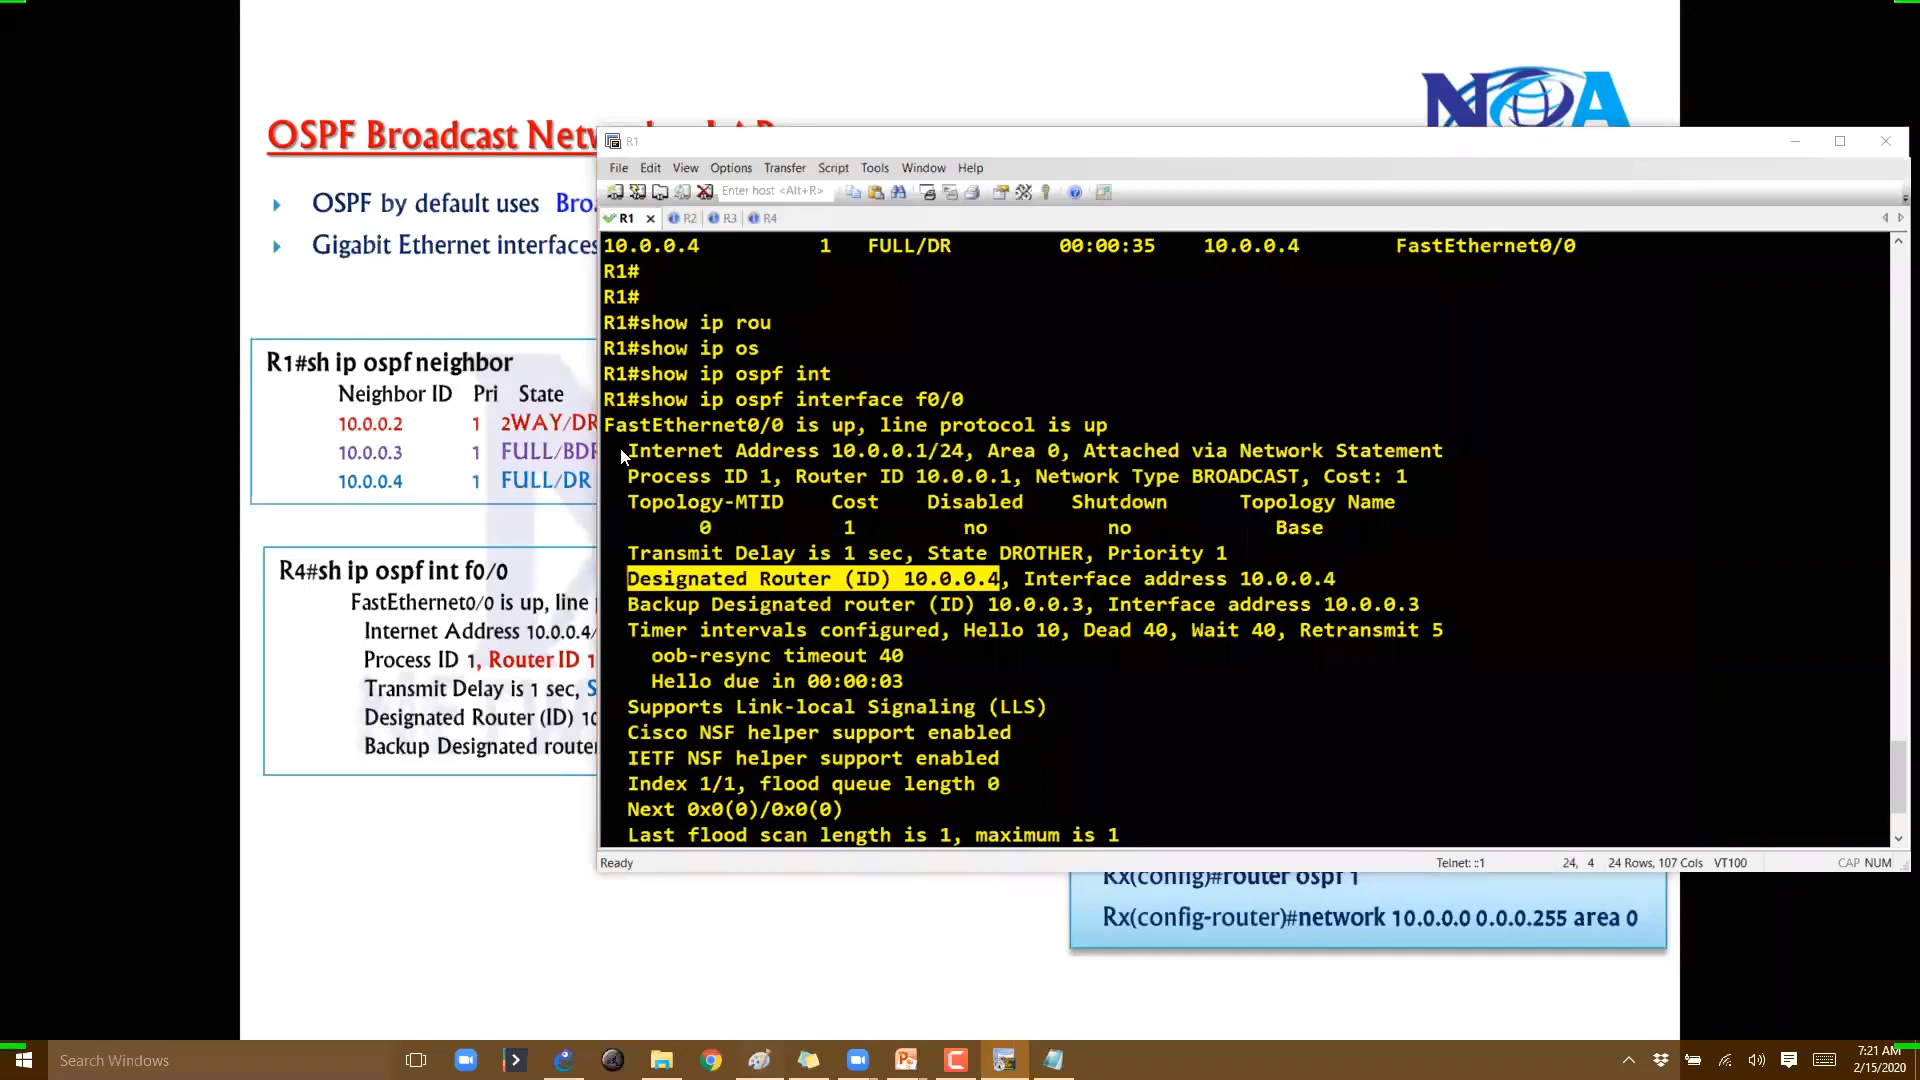 OSPF Broadcast Netw
OSPF by default uses Bro
Gigabit Ethernet interfaces
R1#sh ip ospf neighbor
Neighbor ID Pri State
10.0.0.2 1 2WAY/DR
10.0.0.3 1 FULL/BDR
10.0.0.4 1 FULL/DR
R4#sh ip ospf int f0/0
FastEthernet0/0 is up, line
Internet Address 10.0.0.4/
Process ID 1, Router ID 1
Transmit Delay is 1 sec, S
Designated Router (ID) 10
Backup Designated route
NOA
R1
File Edit View Options Transfer Script Tools Window Help
Enter host <Alt+R>
R1 R2 R3 R4
10.0.0.4 1 FULL/DR 00:00:35 10.0.0.4 FastEthernet0/0
R1#
R1#
R1#show ip rou
R1#show ip os
R1#show ip ospf int
R1#show ip ospf interface f0/0
FastEthernet0/0 is up, line protocol is up
Internet Address 10.0.0.1/24, Area 0, Attached via Network Statement
Process ID 1, Router ID 10.0.0.1, Network Type BROADCAST, Cost: 1
Topology-MTID Cost Disabled Shutdown Topology Name
0 1 no no Base
Transmit Delay is 1 sec, State DROTHER, Priority 1
Designated Router (ID) 10.0.0.4, Interface address 10.0.0.4
Backup Designated router (ID) 10.0.0.3, Interface address 10.0.0.3
Timer intervals configured, Hello 10, Dead 40, Wait 40, Retransmit 5
oob-resync timeout 40
Hello due in 00:00:03
Supports Link-local Signaling (LLS)
Cisco NSF helper support enabled
IETF NSF helper support enabled
Index 1/1, flood queue length 0
Next 0x0(0)/0x0(0)
Last flood scan length is 1, maximum is 1
Ready Telnet: ::1 24, 4 24 Rows, 107 Cols VT100 CAP NUM
Rx(config)#router ospf 1
Rx(config-router)#network 10.0.0.0 0.0.0.255 area 0
Search Windows
7:21 AM
2/15/2020